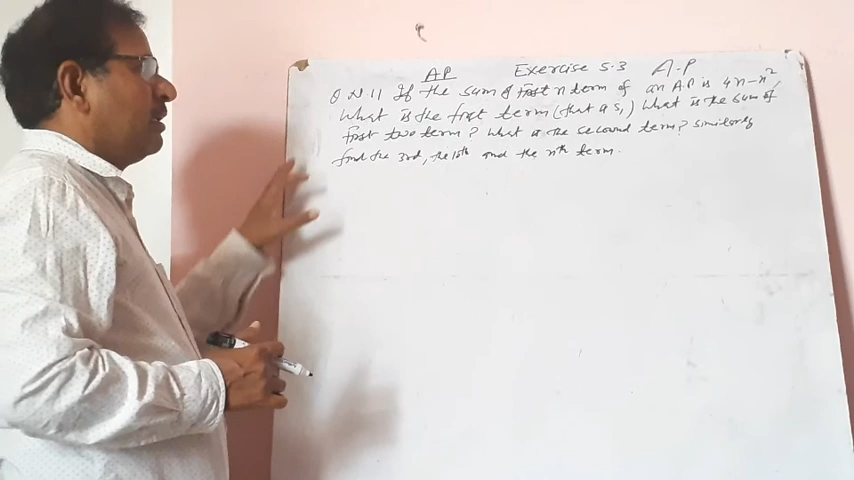 AP Exercise 5.3 A.P
Q N 11 If the sum of first n term of an A.P is 4n-n²,
What is the first term (that is S₁) What is the sum of
first two term? What is the second term? similarly
find the 3rd, the 10th and the nth term.